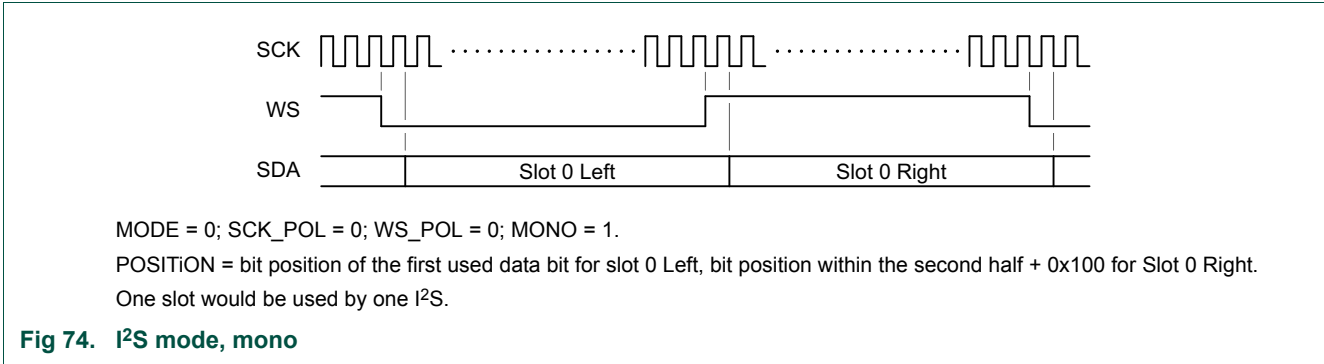 SCK
WS
SDA Slot 0 Left Slot 0 Right
MODE = 0; SCK_POL = 0; WS_POL = 0; MONO = 1.
POSITiON = bit position of the first used data bit for slot 0 Left, bit position within the second half + 0x100 for Slot 0 Right.
One slot would be used by one I²S.
Fig 74. I²S mode, mono